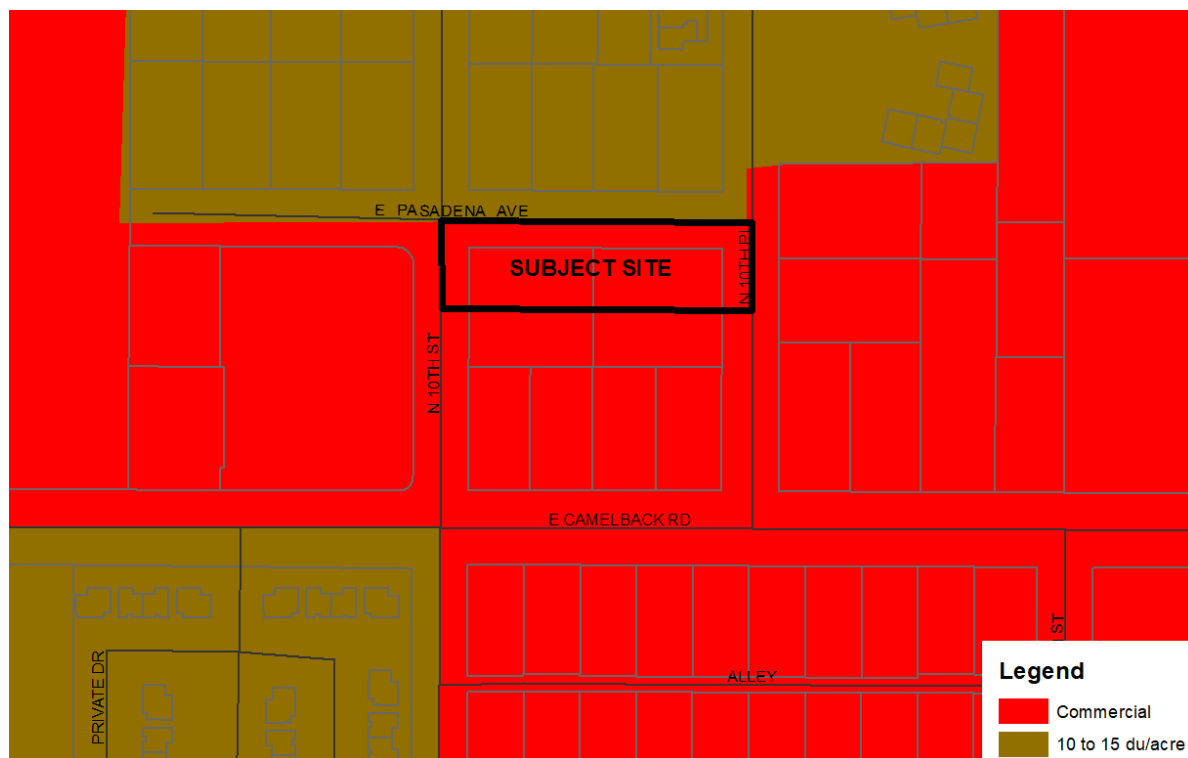 E PASADENA AVE
SUBJECT SITE
N 10TH PL
N 10TH ST
E CAMELBACK RD
ST
PRIVATE DR
ALLEY
Legend
Commercial
10 to 15 du/acre